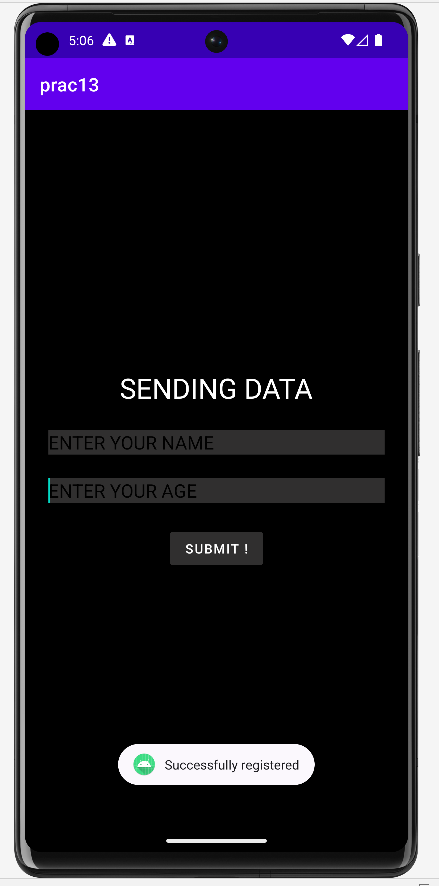 5:06
prac13
SENDING DATA
ENTER YOUR NAME
ENTER YOUR AGE
SUBMIT !
Successfully registered